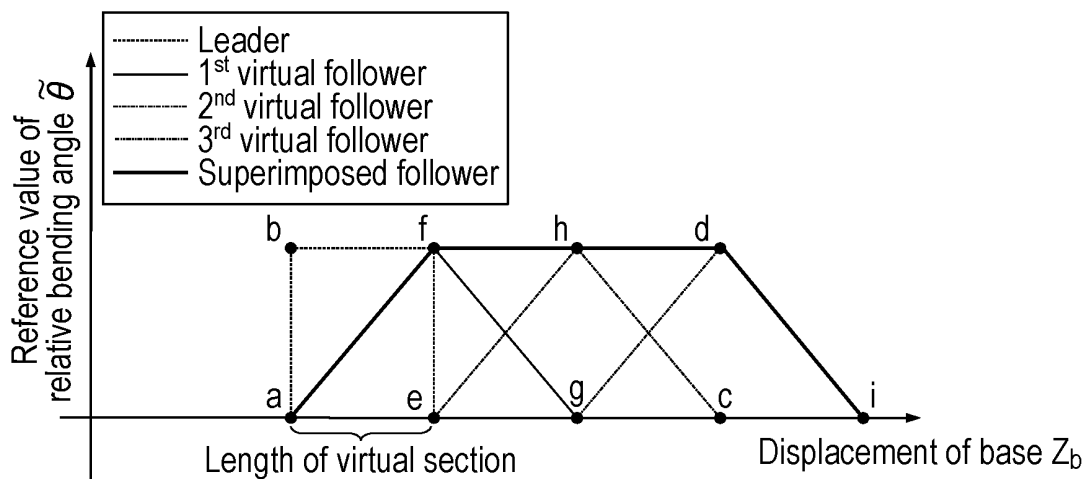 Leader
1st virtual follower
2nd virtual follower
3rd virtual follower
Superimposed follower
Reference value of
relative bending angle θ̃
b
f
h
d
a
e
g
c
i
Length of virtual section
Displacement of base Zb